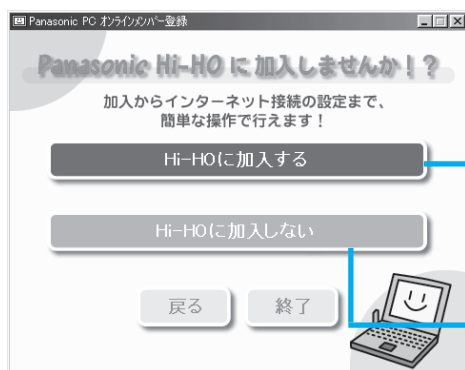 Panasonic PC オンラインメンバー登録
Panasonic Hi-HO に加入しませんか！？
加入からインターネット接続の設定まで、
簡単な操作で行えます！
Hi-HOに加入する
Hi-HOに加入しない
戻る
終了